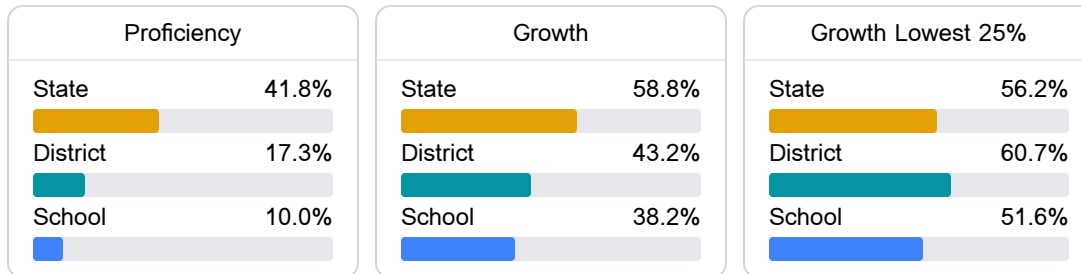 Proficiency
State 41.8%
District 17.3%
School 10.0%
Growth
State 58.8%
District 43.2%
School 38.2%
Growth Lowest 25%
State 56.2%
District 60.7%
School 51.6%